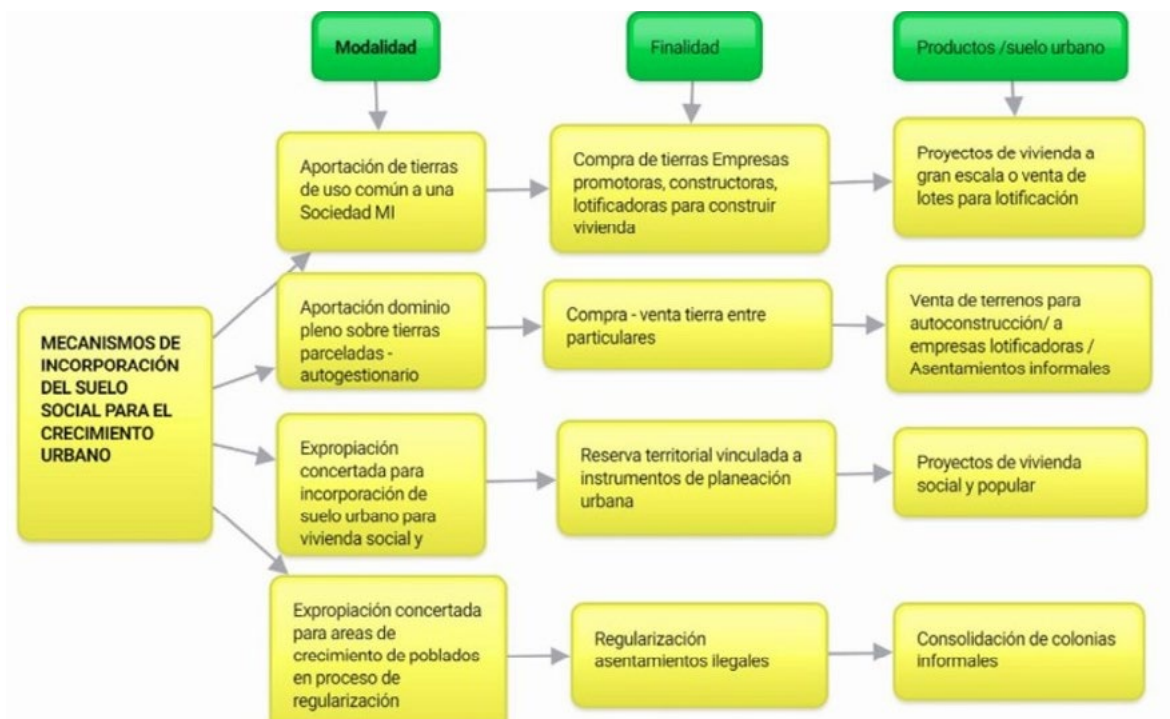 Modalidad
Finalidad
Productos /suelo urbano
Aportación de tierras
de uso común a una
Sociedad MI
Compra de tierras Empresas
promotoras, constructoras,
lotificadoras para construir
vivienda
Proyectos de vivienda a
gran escala o venta de
lotes para lotificación
MECANISMOS DE
INCORPORACIÓN
DEL SUELO
SOCIAL PARA EL
CRECIMIENTO
URBANO
Aportación dominio
pleno sobre tierras
parceladas -
autogestionario
Compra - venta tierra entre
particulares
Venta de terrenos para
autoconstrucción/ a
empresas lotificadoras /
Asentamientos informales
Expropiación
concertada para
incorporación de
suelo urbano para
vivienda social y
Reserva territorial vinculada a
instrumentos de planeación
urbana
Proyectos de vivienda
social y popular
Expropiación concertada
para areas de
crecimiento de poblados
en proceso de
regularización
Regularización
asentamientos ilegales
Consolidación de colonias
informales